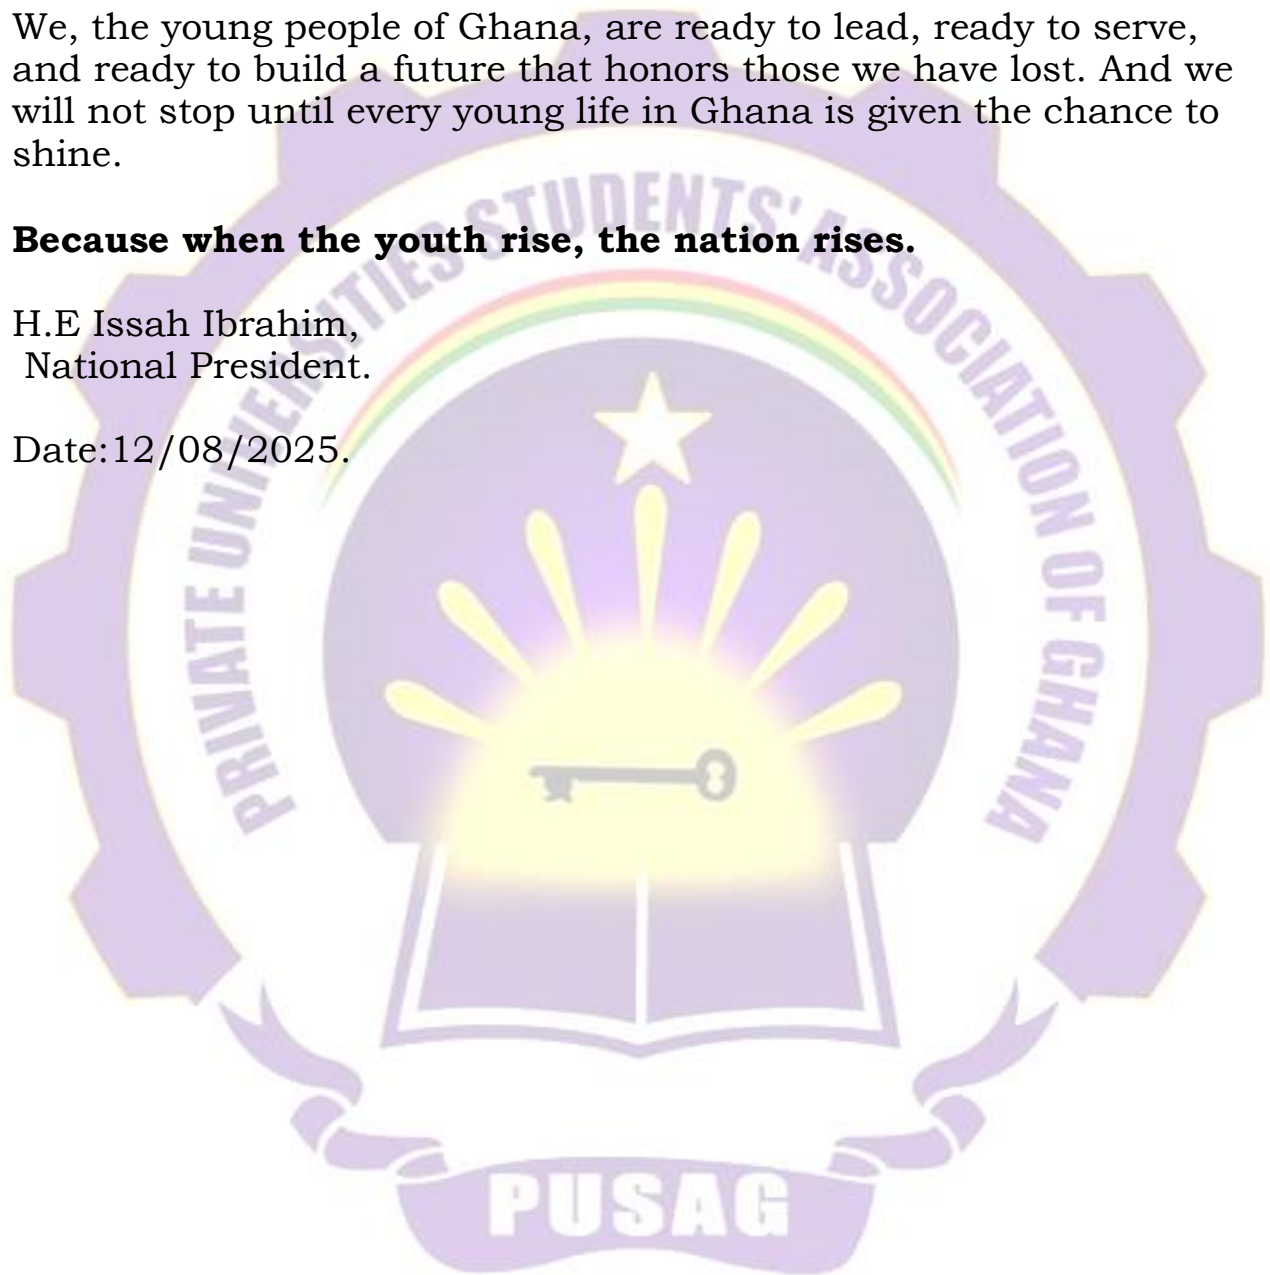 We, the young people of Ghana, are ready to lead, ready to serve,
and ready to build a future that honors those we have lost. And we
will not stop until every young life in Ghana is given the chance to
shine.
Because when the youth rise, the nation rises.
H.E Issah Ibrahim,
National President.
Date:12/08/2025.
PRIVATE UNIVERSITIES STUDENTS' ASSOCIATION OF GHANA
PUSAG